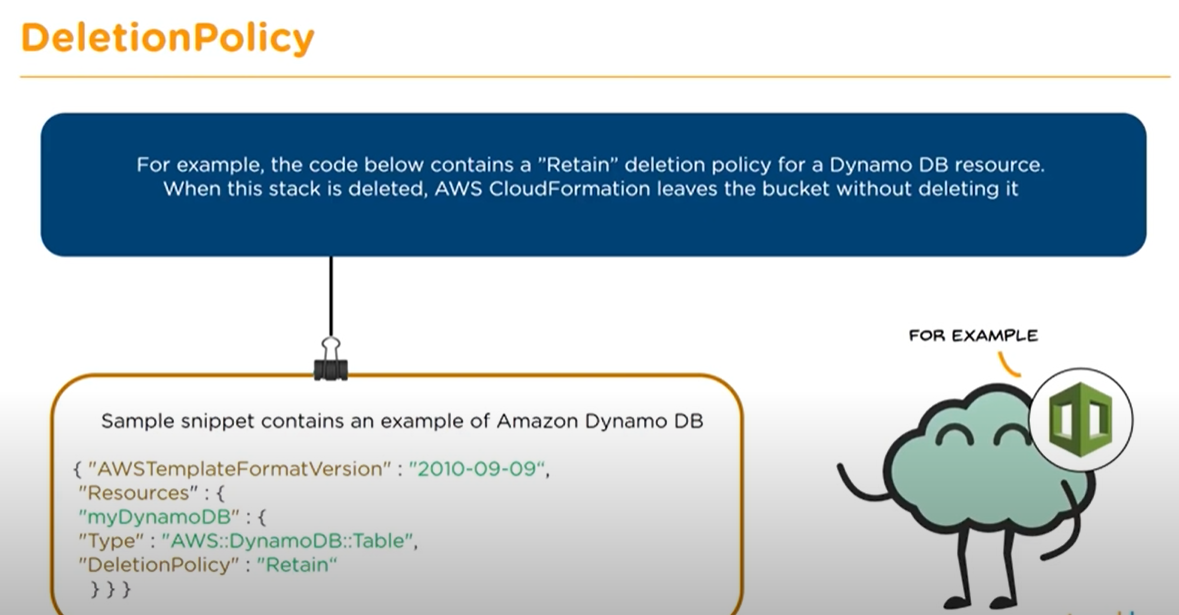 DeletionPolicy
For example, the code below contains a ”Retain” deletion policy for a Dynamo DB resource.
When this stack is deleted, AWS CloudFormation leaves the bucket without deleting it
FOR EXAMPLE
Sample snippet contains an example of Amazon Dynamo DB
{ "AWSTemplateFormatVersion" : "2010-09-09“,
"Resources" : {
"myDynamoDB" : {
"Type" : "AWS::DynamoDB::Table",
"DeletionPolicy" : "Retain“
} } }